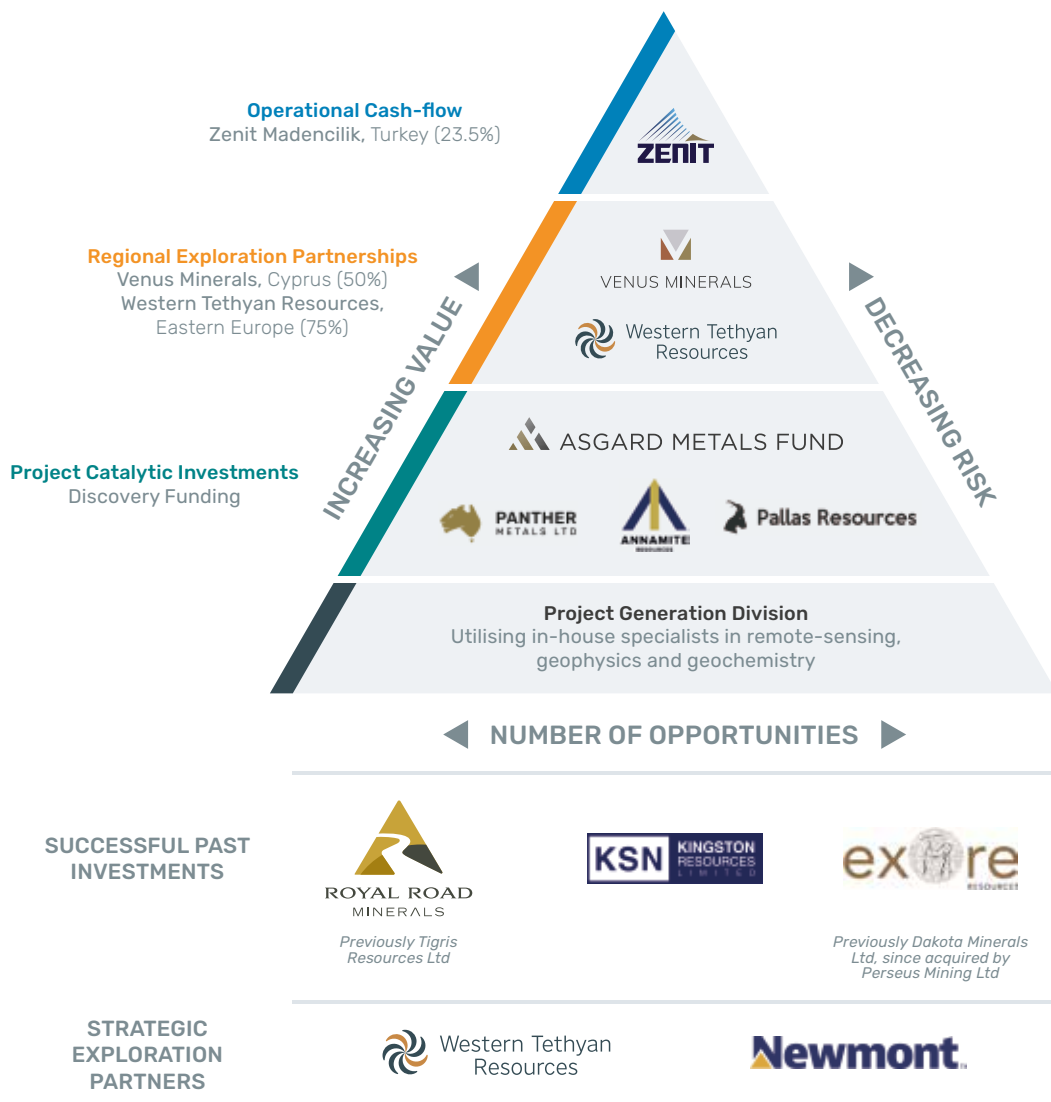 Operational Cash-flow
Zenit Madencilik, Turkey (23.5%)
ZENIT
Regional Exploration Partnerships
Venus Minerals, Cyprus (50%)
Western Tethyan Resources,
Eastern Europe (75%)
VENUS MINERALS
Western Tethyan
Resources
INCREASING VALUE
DECREASING RISK
Project Catalytic Investments
Discovery Funding
ASGARD METALS FUND
PANTHER
METALS LTD
ANNAMITE
RESOURCES
Pallas Resources
Project Generation Division
Utilising in-house specialists in remote-sensing,
geophysics and geochemistry
NUMBER OF OPPORTUNITIES
SUCCESSFUL PAST
INVESTMENTS
ROYAL ROAD
MINERALS
Previously Tigris
Resources Ltd
KSN
KINGSTON
RESOURCES
LIMITED
exore
RESOURCES
Previously Dakota Minerals
Ltd, since acquired by
Perseus Mining Ltd
STRATEGIC
EXPLORATION
PARTNERS
Western Tethyan
Resources
Newmont™